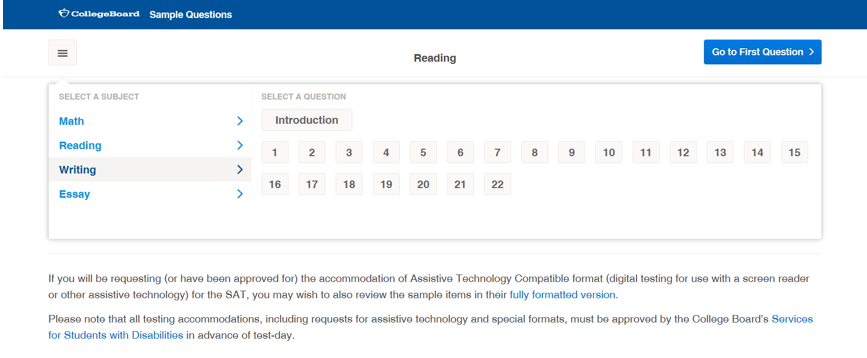 CollegeBoard Sample Questions
Reading
Go to First Question
SELECT A SUBJECT
Math
Reading
Writing
Essay
SELECT A QUESTION
Introduction
1 2 3 4 5 6 7 8 9 10 11 12 13 14 15
16 17 18 19 20 21 22
If you will be requesting (or have been approved for) the accommodation of Assistive Technology Compatible format (digital testing for use with a screen reader
or other assistive technology) for the SAT, you may wish to also review the sample items in their fully formatted version.
Please note that all testing accommodations, including requests for assistive technology and special formats, must be approved by the College Board's Services
for Students with Disabilities in advance of test-day.